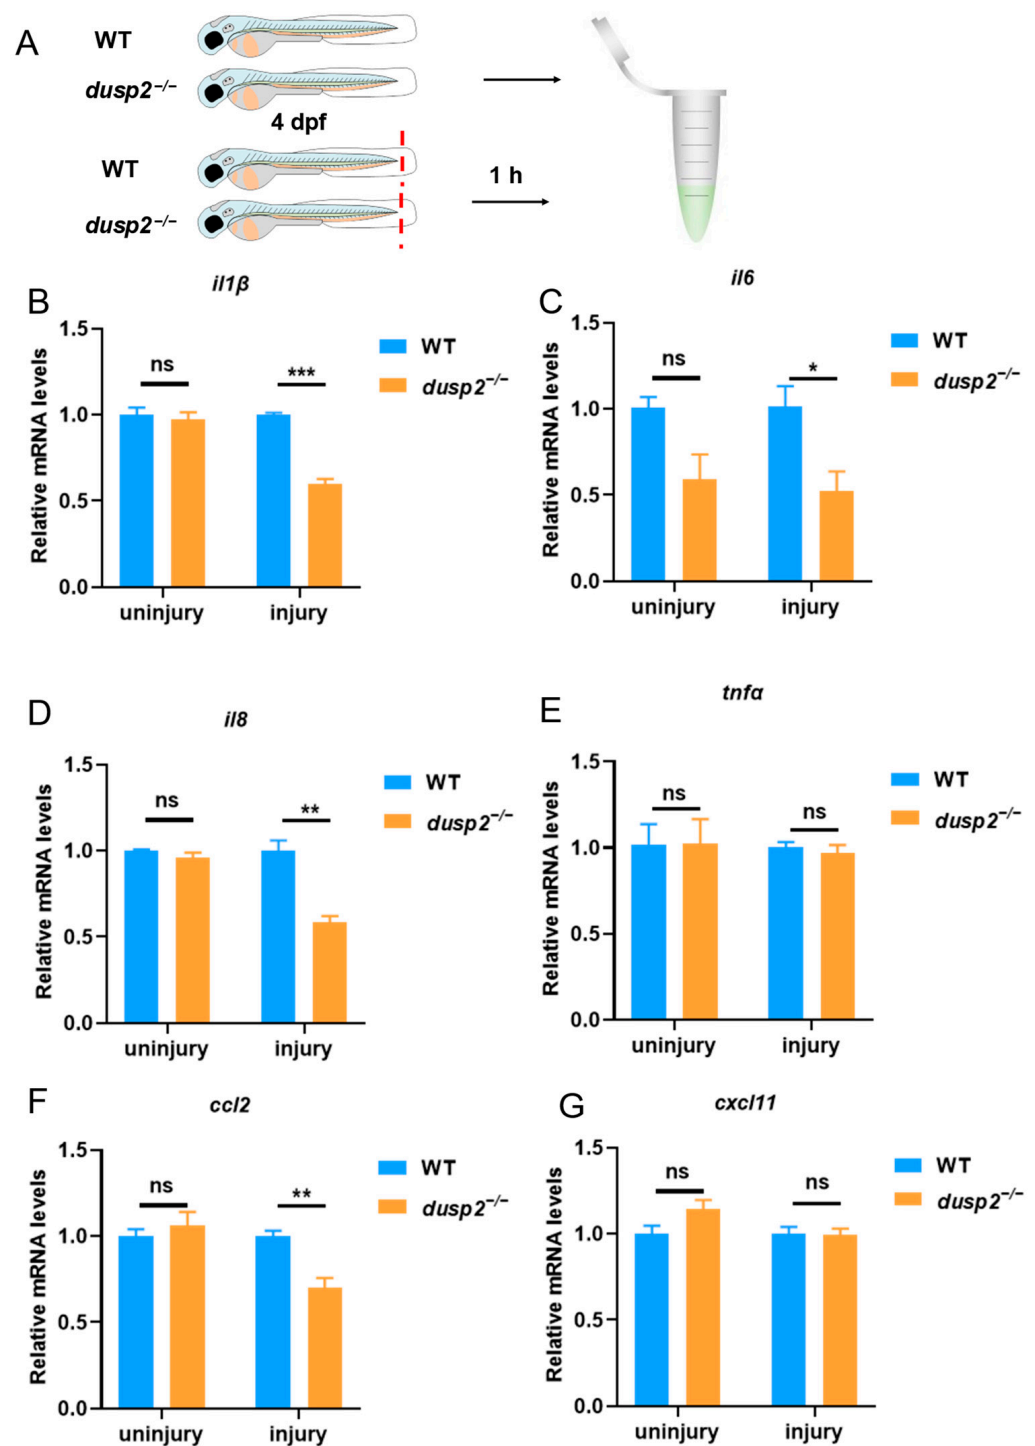 A
WT
dusp2⁻/⁻
4 dpf
WT
1 h
dusp2⁻/⁻
B
il1β
Relative mRNA levels
1.5
1.0
0.5
0.0
ns
***
WT
dusp2⁻/⁻
uninjury
injury
C
il6
Relative mRNA levels
1.5
1.0
0.5
0.0
ns
*
WT
dusp2⁻/⁻
uninjury
injury
D
il8
Relative mRNA levels
1.5
1.0
0.5
0.0
ns
**
WT
dusp2⁻/⁻
uninjury
injury
E
tnfα
Relative mRNA levels
1.5
1.0
0.5
0.0
ns
ns
WT
dusp2⁻/⁻
uninjury
injury
F
ccl2
Relative mRNA levels
1.5
1.0
0.5
0.0
ns
**
WT
dusp2⁻/⁻
uninjury
injury
G
cxcl11
Relative mRNA levels
1.5
1.0
0.5
0.0
ns
ns
WT
dusp2⁻/⁻
uninjury
injury